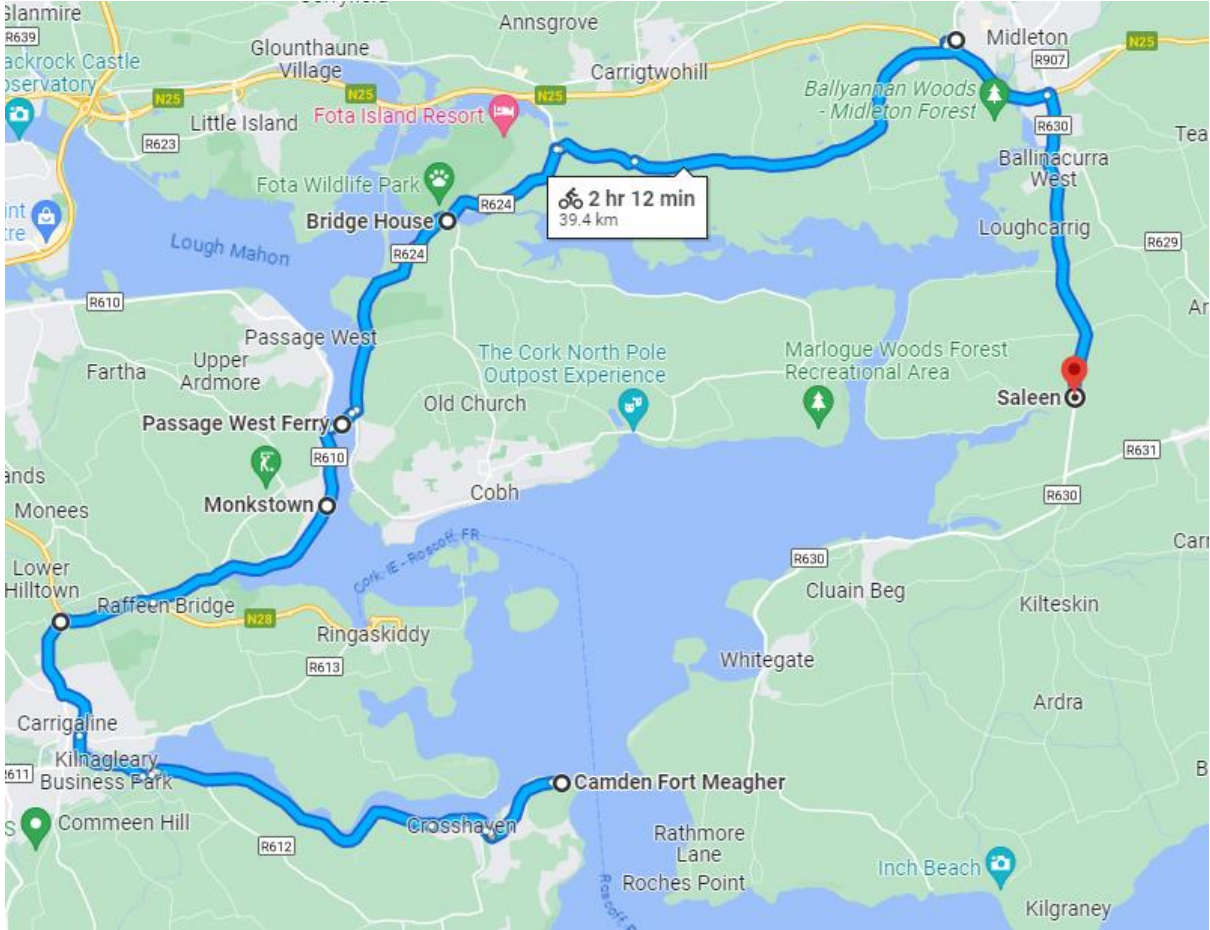 Glanmire
R639
Annsgrove
Midleton
ackrock Castle
bservatory
Glounthaune
Village
Carrigtwohill
R907
N25
Ballyannan Woods
- Midleton Forest
N25
N25
N25
Little Island
Fota Island Resort
R623
R630
Tea
Ballinacurra
West
Fota Wildlife Park
2 hr 12 min
39.4 km
Bridge House
R624
int
tre
Loughcarrig
R629
Lough Mahon
R624
R610
Ar
Passage West
Upper
Ardmore
Fartha
The Cork North Pole
Outpost Experience
Marlogue Woods Forest
Recreational Area
Saleen
Old Church
Passage West Ferry
R631
R610
ands
Monees
Monkstown
Cobh
R630
Cork, IE - Roscoff, FR
Carr
Lower
Hilltown
R630
Cluain Beg
Raffeen Bridge
N28
Kilteskin
Ringaskiddy
R613
Whitegate
Ardra
Carrigaline
Kilnagleary
Business Park
R611
Camden Fort Meagher
B
S
Commeen Hill
Crosshaven
R612
Rathmore
Lane
Roches Point
Inch Beach
Kilgraney